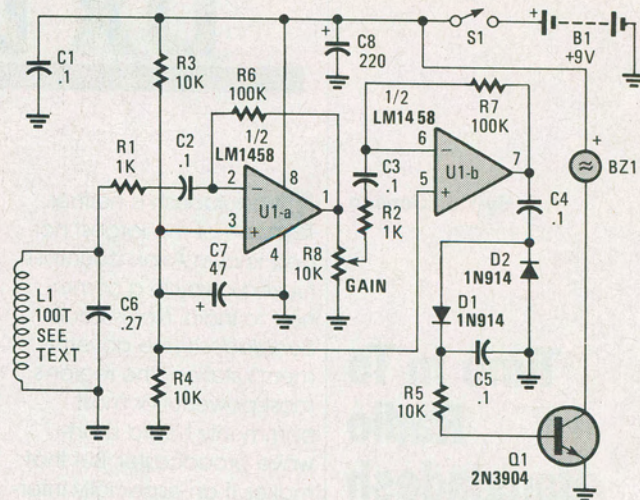 C1
.1
R3
10K
+
C8
220
S1
+
B1
+9V
R6
100K
1/2
LM1458
R1
1K
C2
.1
2
−
8
U1-a
1
3
+
4
C7
47
+
R8
10K
GAIN
1/2
LM1458
R7
100K
6
−
7
U1-b
5
+
C3
.1
R2
1K
C4
.1
+
BZ1
D2
1N914
D1
1N914
C5
.1
R5
10K
Q1
2N3904
L1
100T
SEE
TEXT
C6
.27
R4
10K